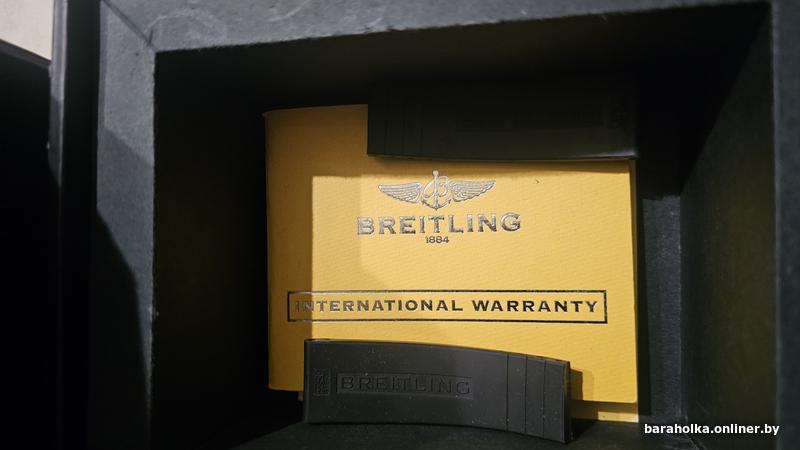 BREITLING
1884
INTERNATIONAL WARRANTY
BREITLING
baraholka.onliner.by